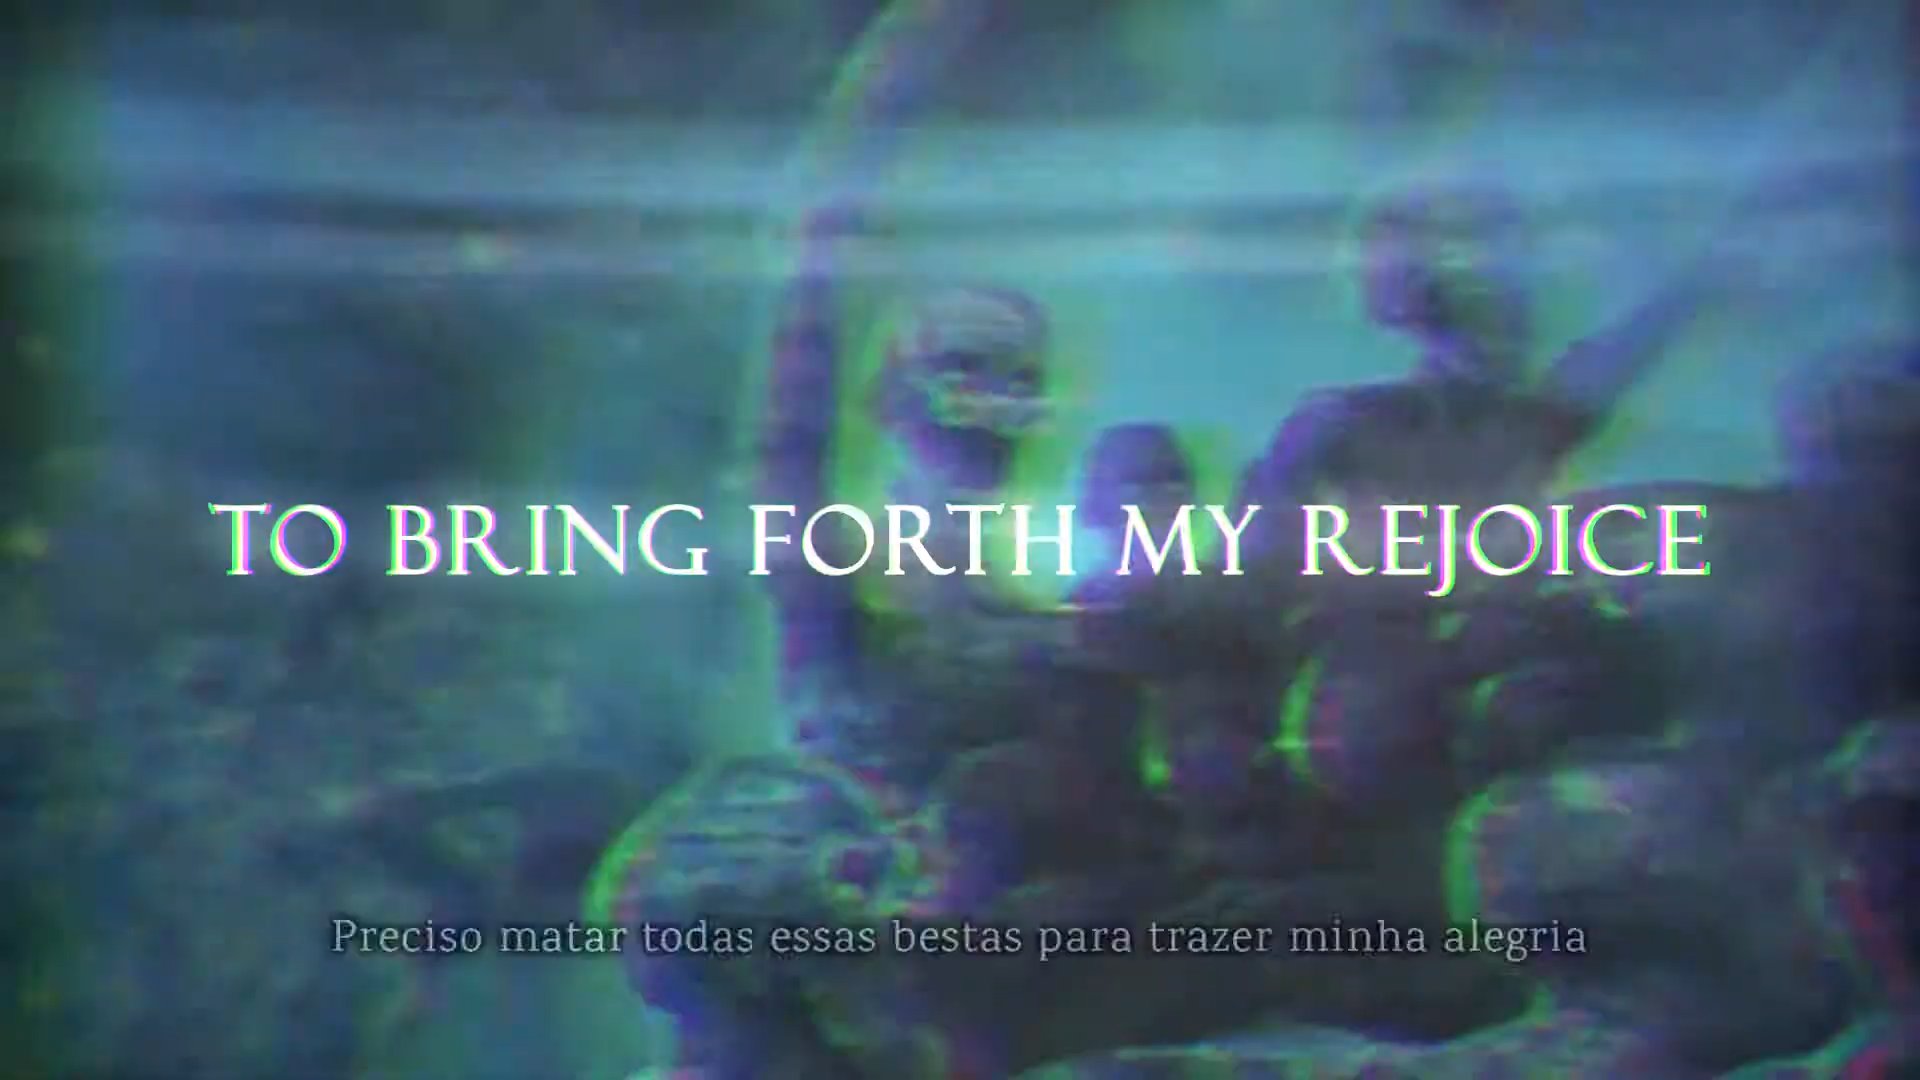 TO BRING FORTH MY REJOICE
Preciso matar todas essas bestas para trazer minha alegria